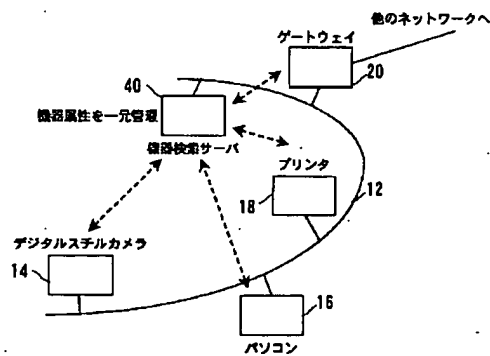 他のネットワークへ
ゲートウェイ
20
40
機器属性を一元管理
機器検索サーバ
プリンタ
18
12
デジタルスチルカメラ
14
16
パソコン